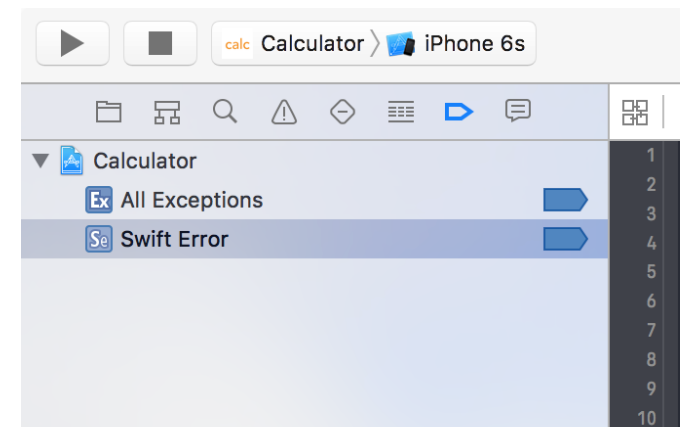 calc Calculator iPhone 6s
Calculator
Ex All Exceptions
Se Swift Error
1
2
3
4
5
6
7
8
9
10